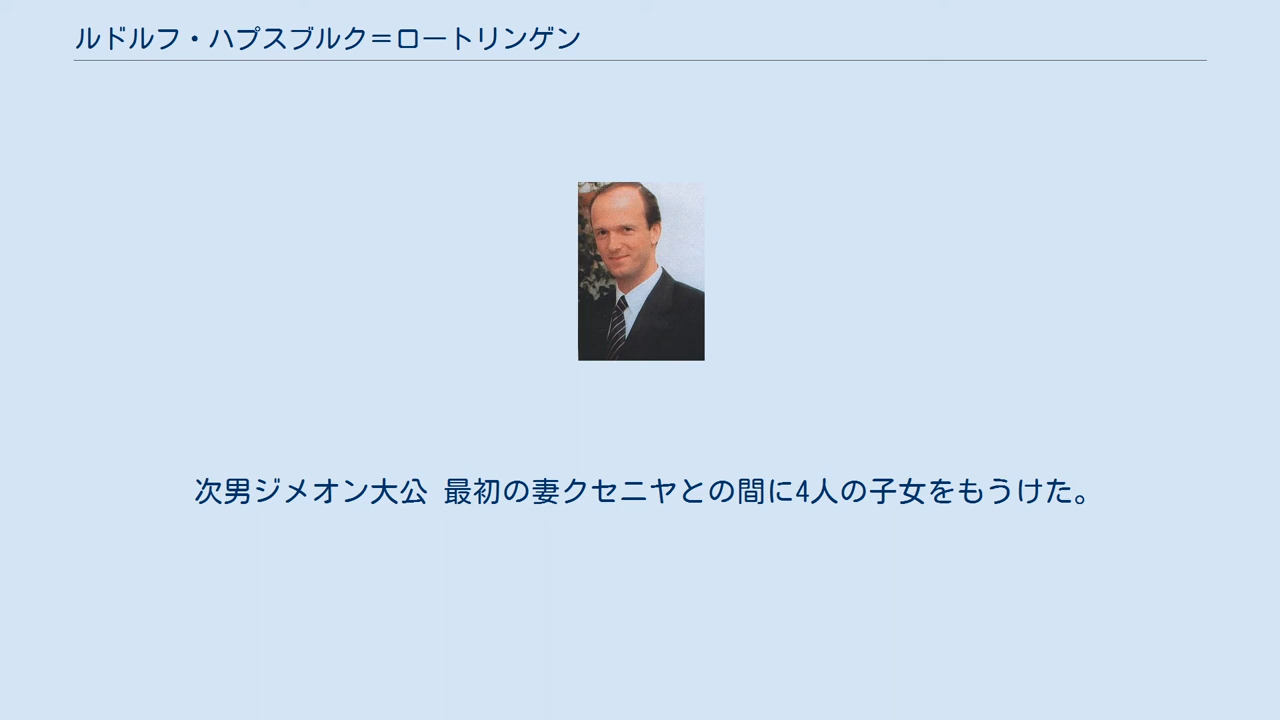 ルドルフ・ハプスブルク＝ロートリンゲン
次男ジメオン大公 最初の妻クセニヤとの間に4人の子女をもうけた。